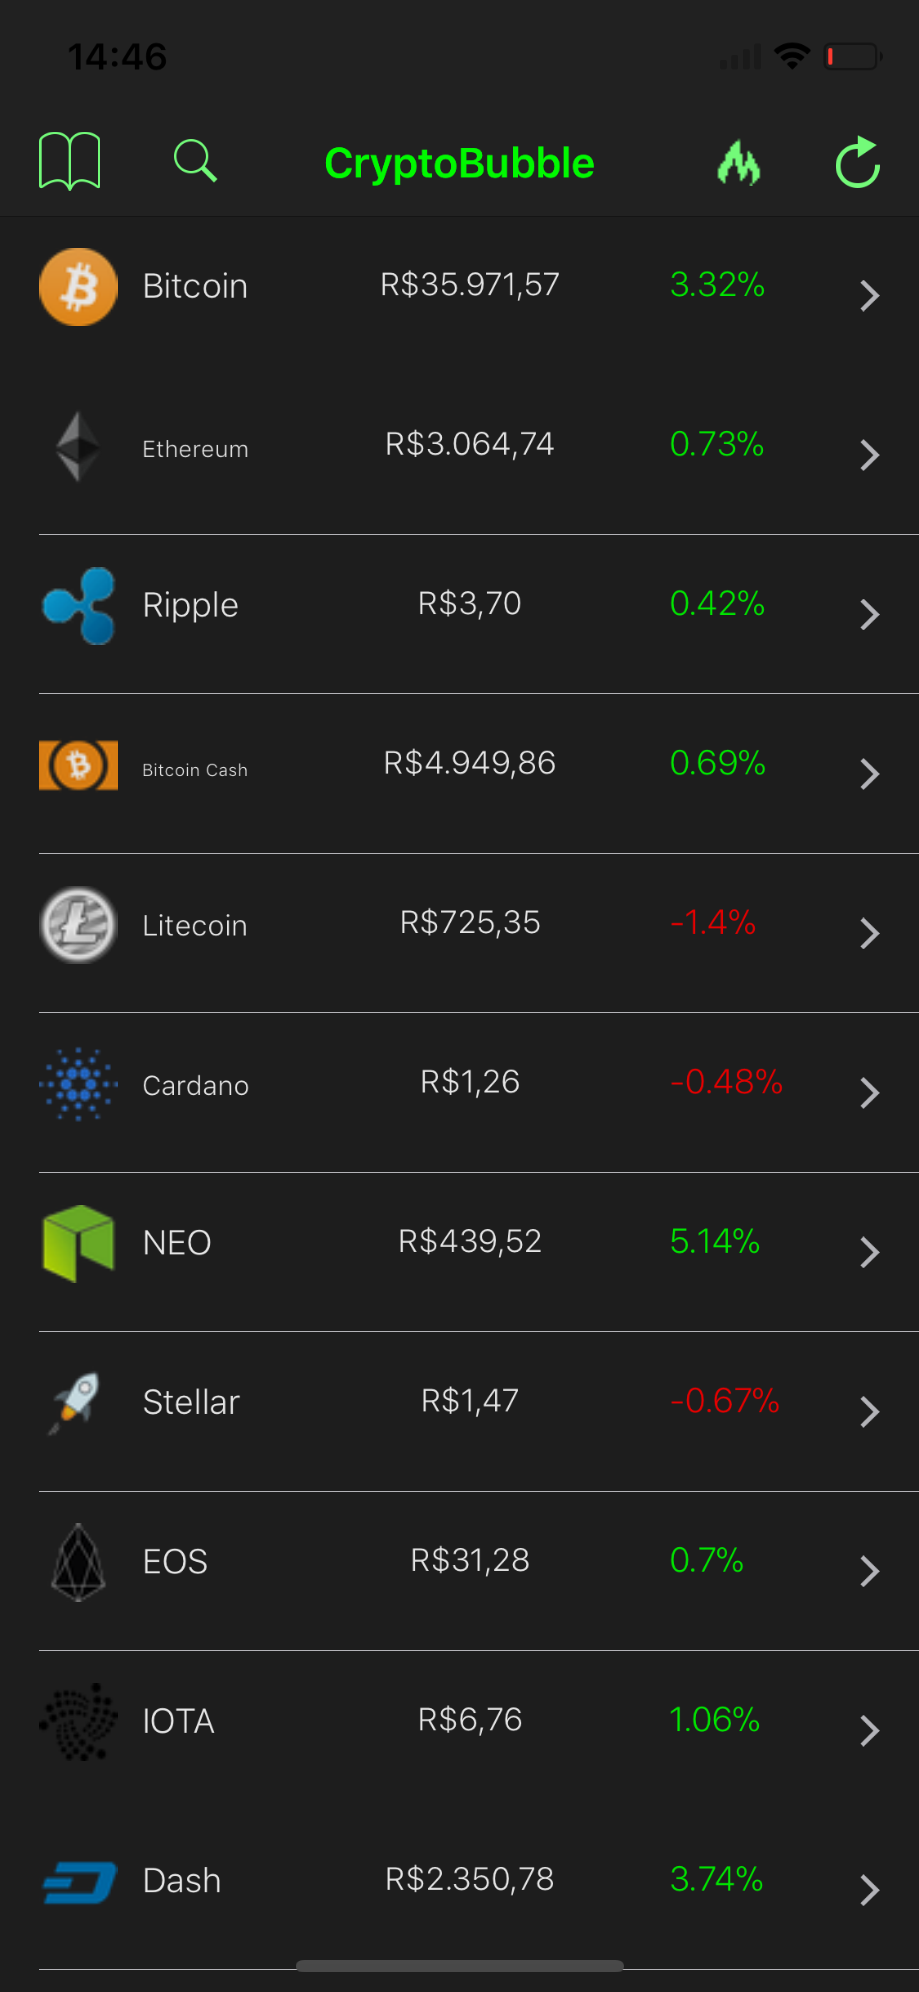 14:46
CryptoBubble
Bitcoin R$35.971,57 3.32%
Ethereum R$3.064,74 0.73%
Ripple R$3,70 0.42%
Bitcoin Cash R$4.949,86 0.69%
Litecoin R$725,35 -1.4%
Cardano R$1,26 -0.48%
NEO R$439,52 5.14%
Stellar R$1,47 -0.67%
EOS R$31,28 0.7%
IOTA R$6,76 1.06%
Dash R$2.350,78 3.74%